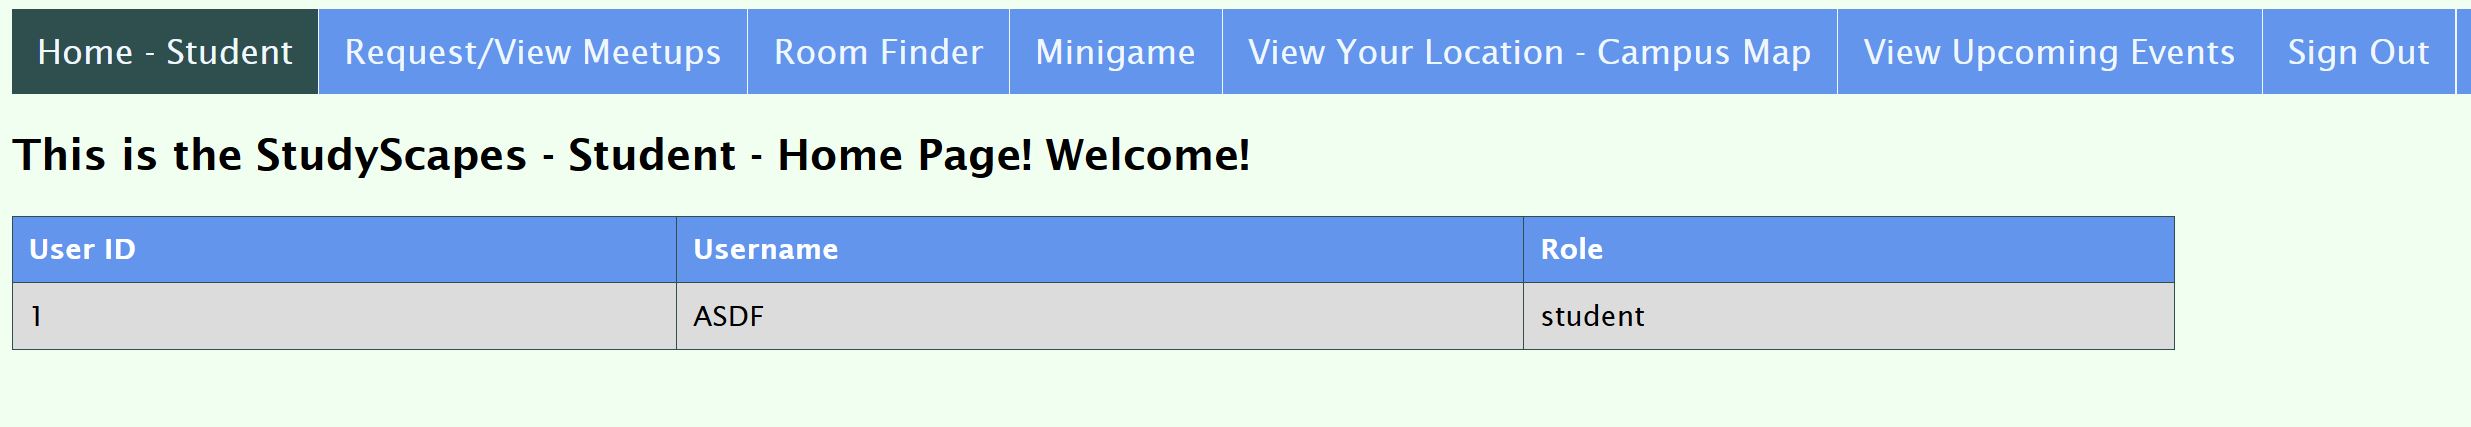 Home - Student Request/View Meetups Room Finder Minigame View Your Location - Campus Map View Upcoming Events Sign Out
This is the StudyScapes - Student - Home Page! Welcome!
User ID Username Role
1 ASDF student